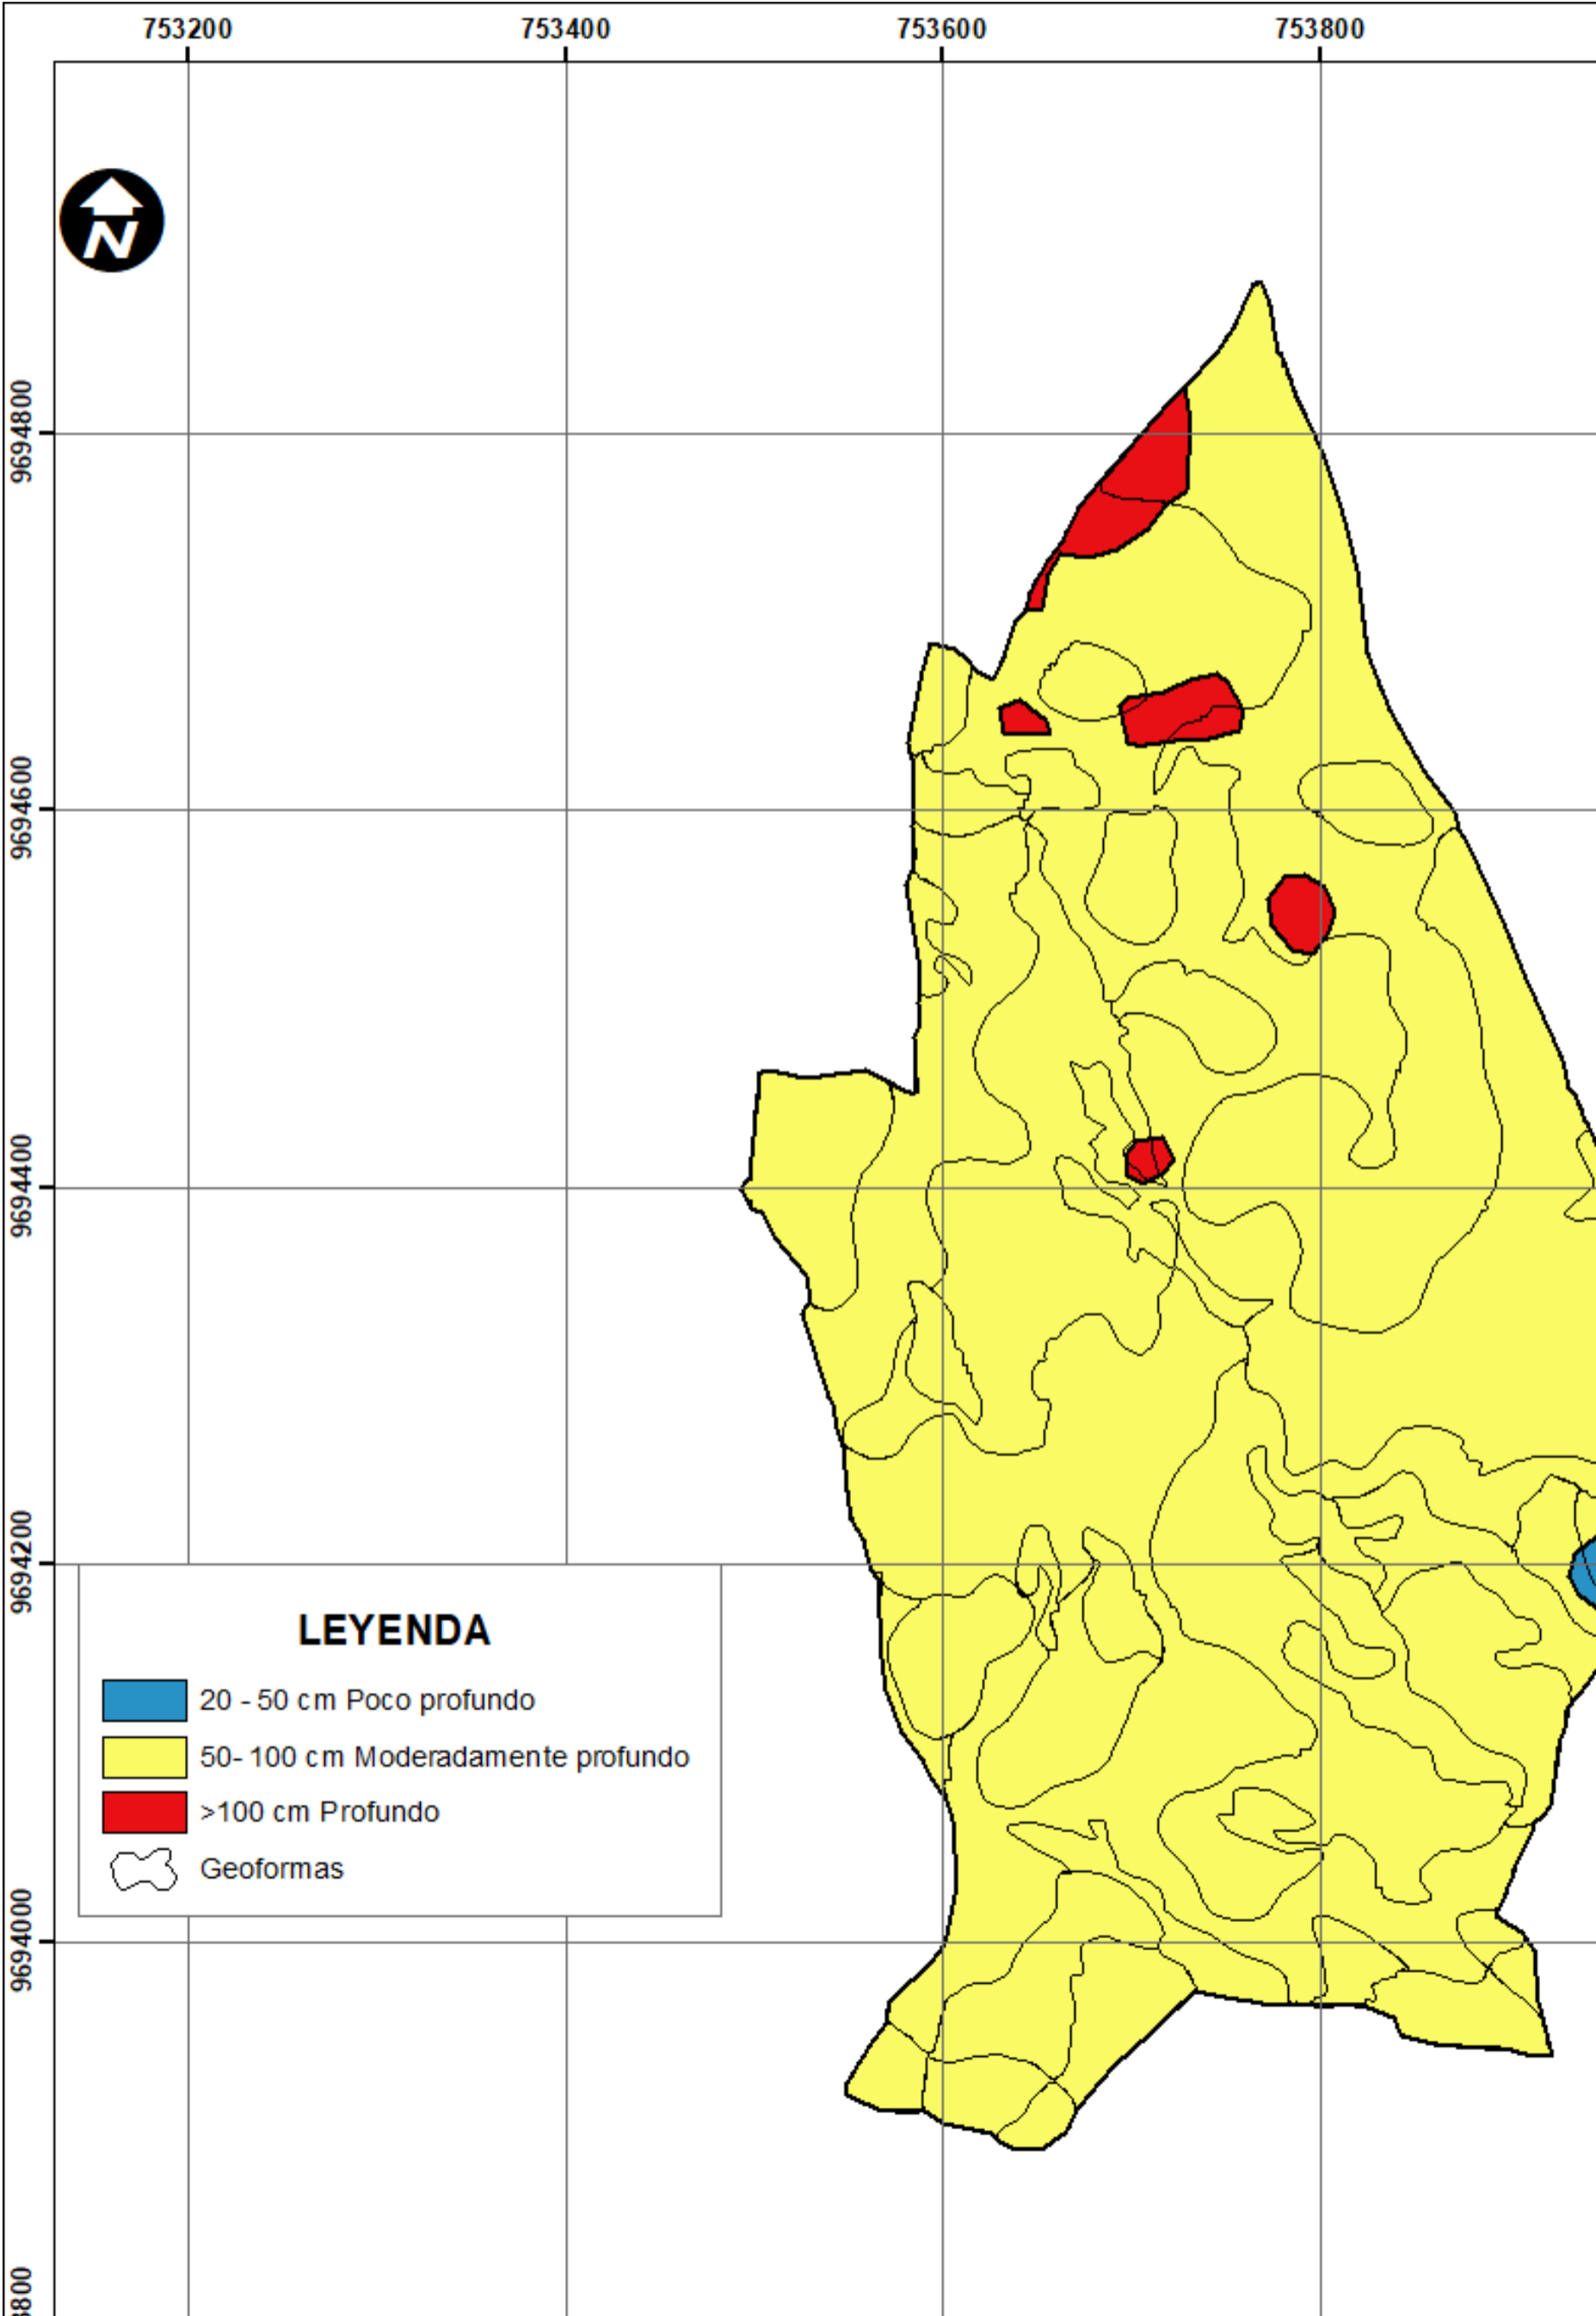 753200 753400 753600 753800
N
9694800
9694600
9694400
9694200
LEYENDA
20 - 50 cm Poco profundo
50- 100 cm Moderadamente profundo
>100 cm Profundo
Geoformas
9694000